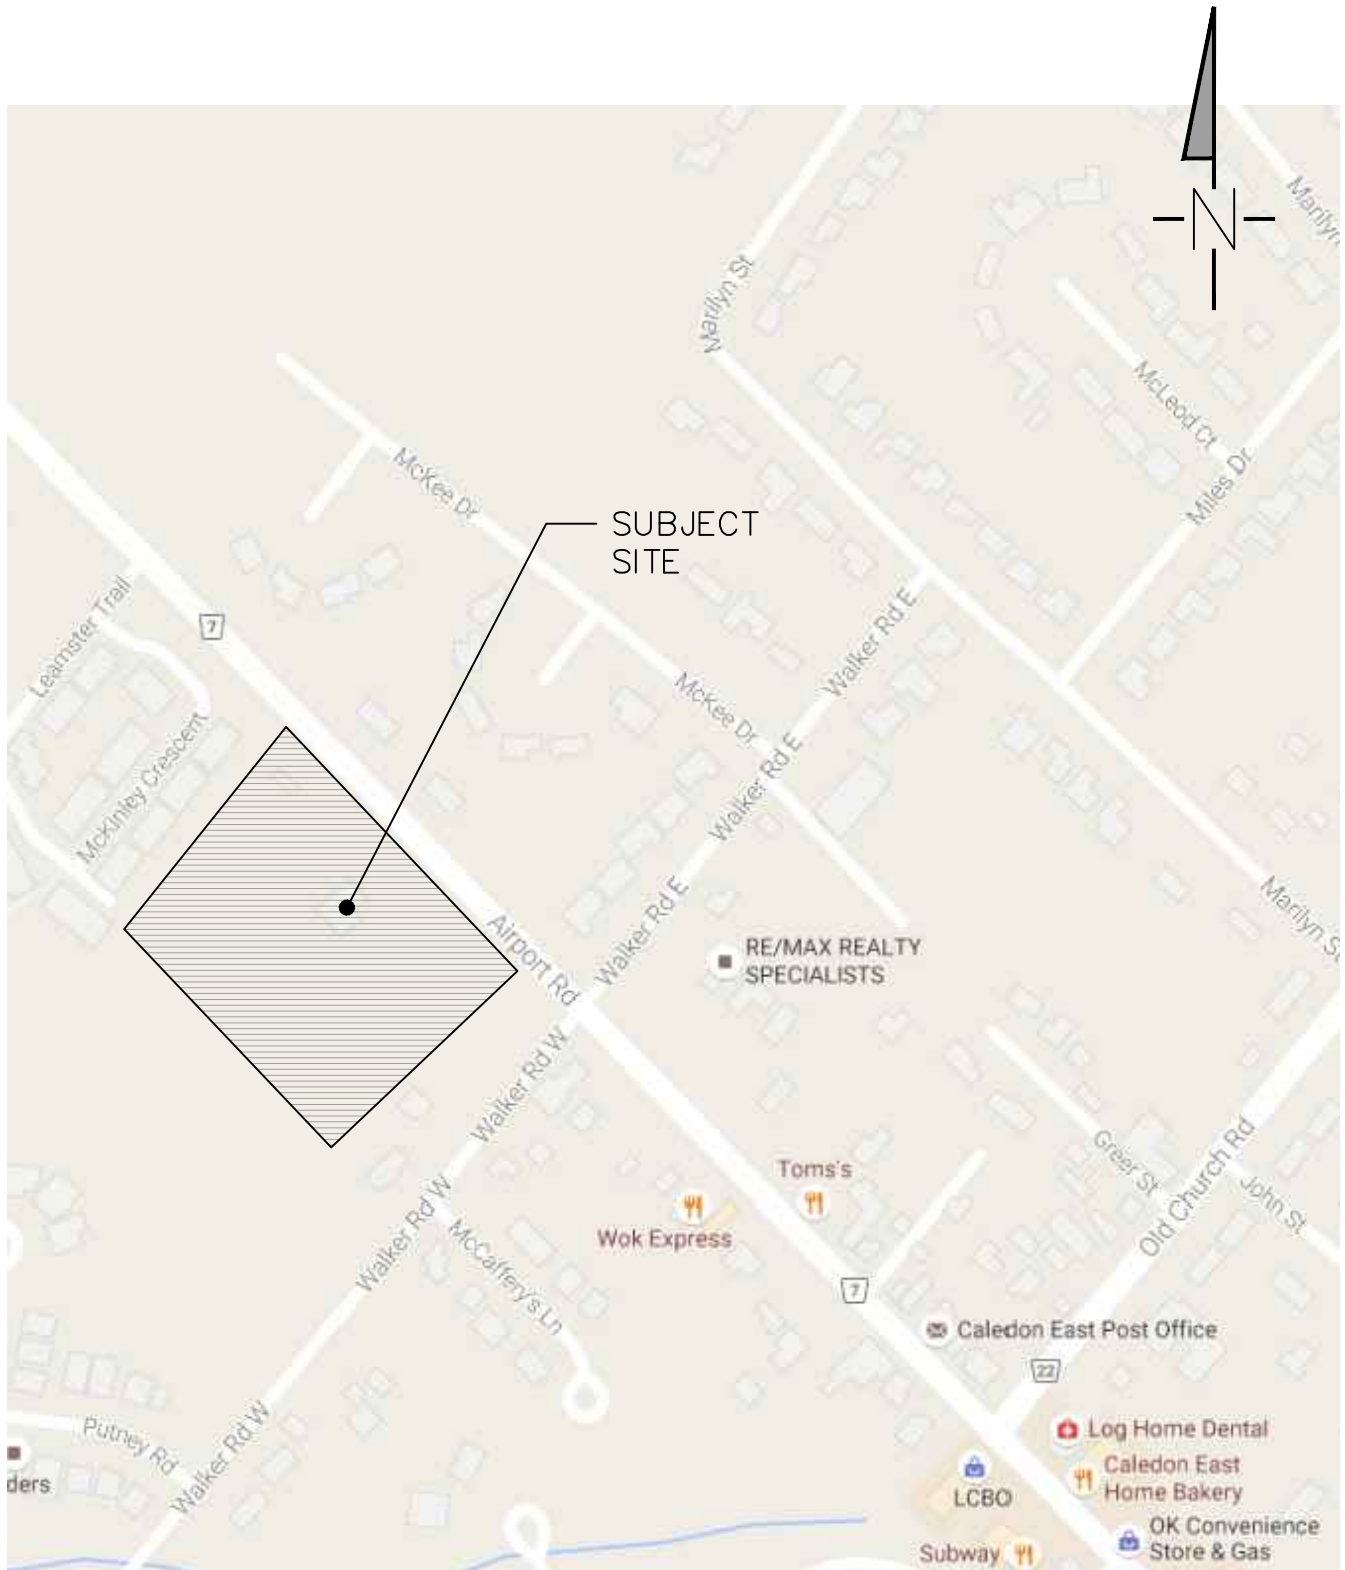 N
Marilyn
Marilyn St
McLeod Ct
Miles Dr
McKee Dr
SUBJECT
SITE
Walker Rd E
Leamster Trail
7
McKee Dr
Walker Rd E
McKinley Crescent
Walker Rd E
Marilyn St
Airport Rd
RE/MAX REALTY
SPECIALISTS
Walker Rd W
Greer St
Old Church Rd
John St
Toms's
Wok Express
Walker Rd W
McCaffery's Ln
7
Caledon East Post Office
22
Putney Rd
Walker Rd W
ders
Log Home Dental
Caledon East
Home Bakery
LCBO
OK Convenience
Store & Gas
Subway